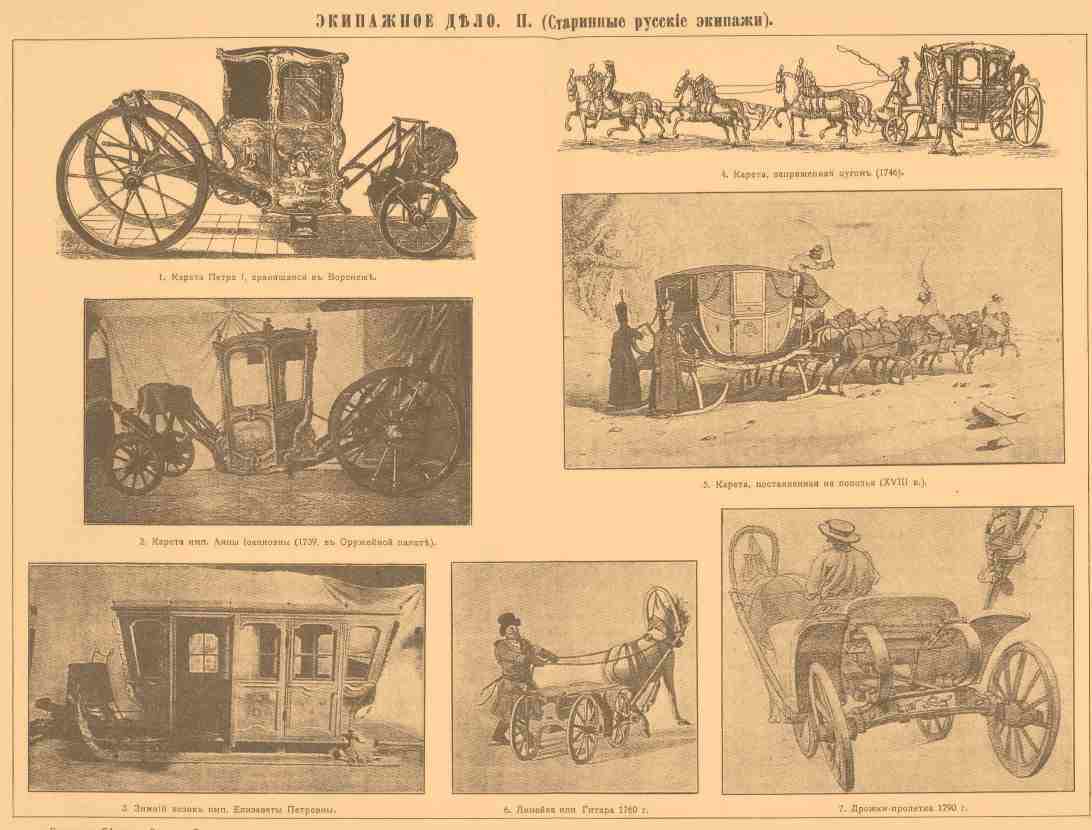 ЭКИПАЖНОЕ ДѢЛО. II. (Старинные русскіе экипажи).
1. Карета Петра I, хранящаяся въ Воронежѣ.
4. Карета, запряженная цугомъ (1746).
2. Карета имп. Анны Іоанновны (1739, въ Оружейной палатѣ).
5. Карета, поставленная на полозья (XVIII в.).
3. Зимній возокъ имп. Елизаветы Петровны.
6. Линейка или Гитара 1760 г.
7. Дрожки-пролетка 1790 г.